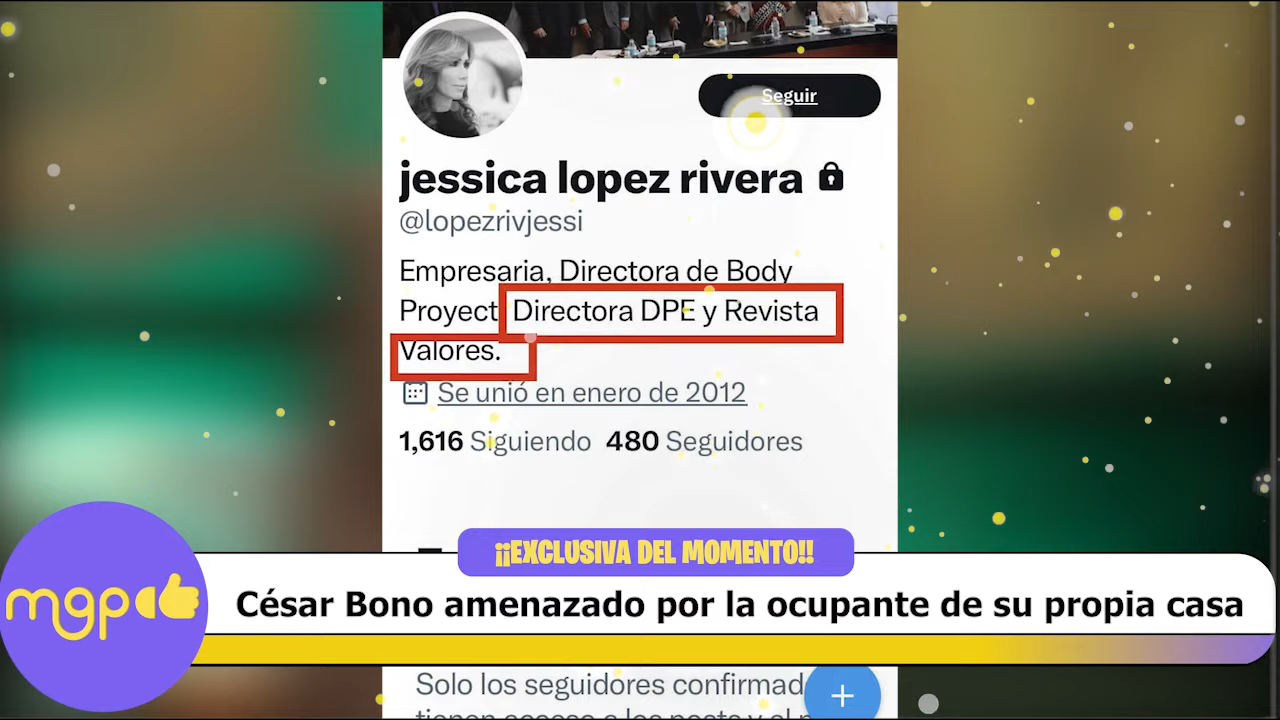 Seguir
jessica lopez rivera
@lopezrivjessi
Empresaria, Directora de Body
Proyect Directora DPE y Revista
Valores.
Se unió en enero de 2012
1,616 Siguiendo 480 Seguidores
¡¡EXCLUSIVA DEL MOMENTO!!
mgp
César Bono amenazado por la ocupante de su propia casa
Solo los seguidores confirmad